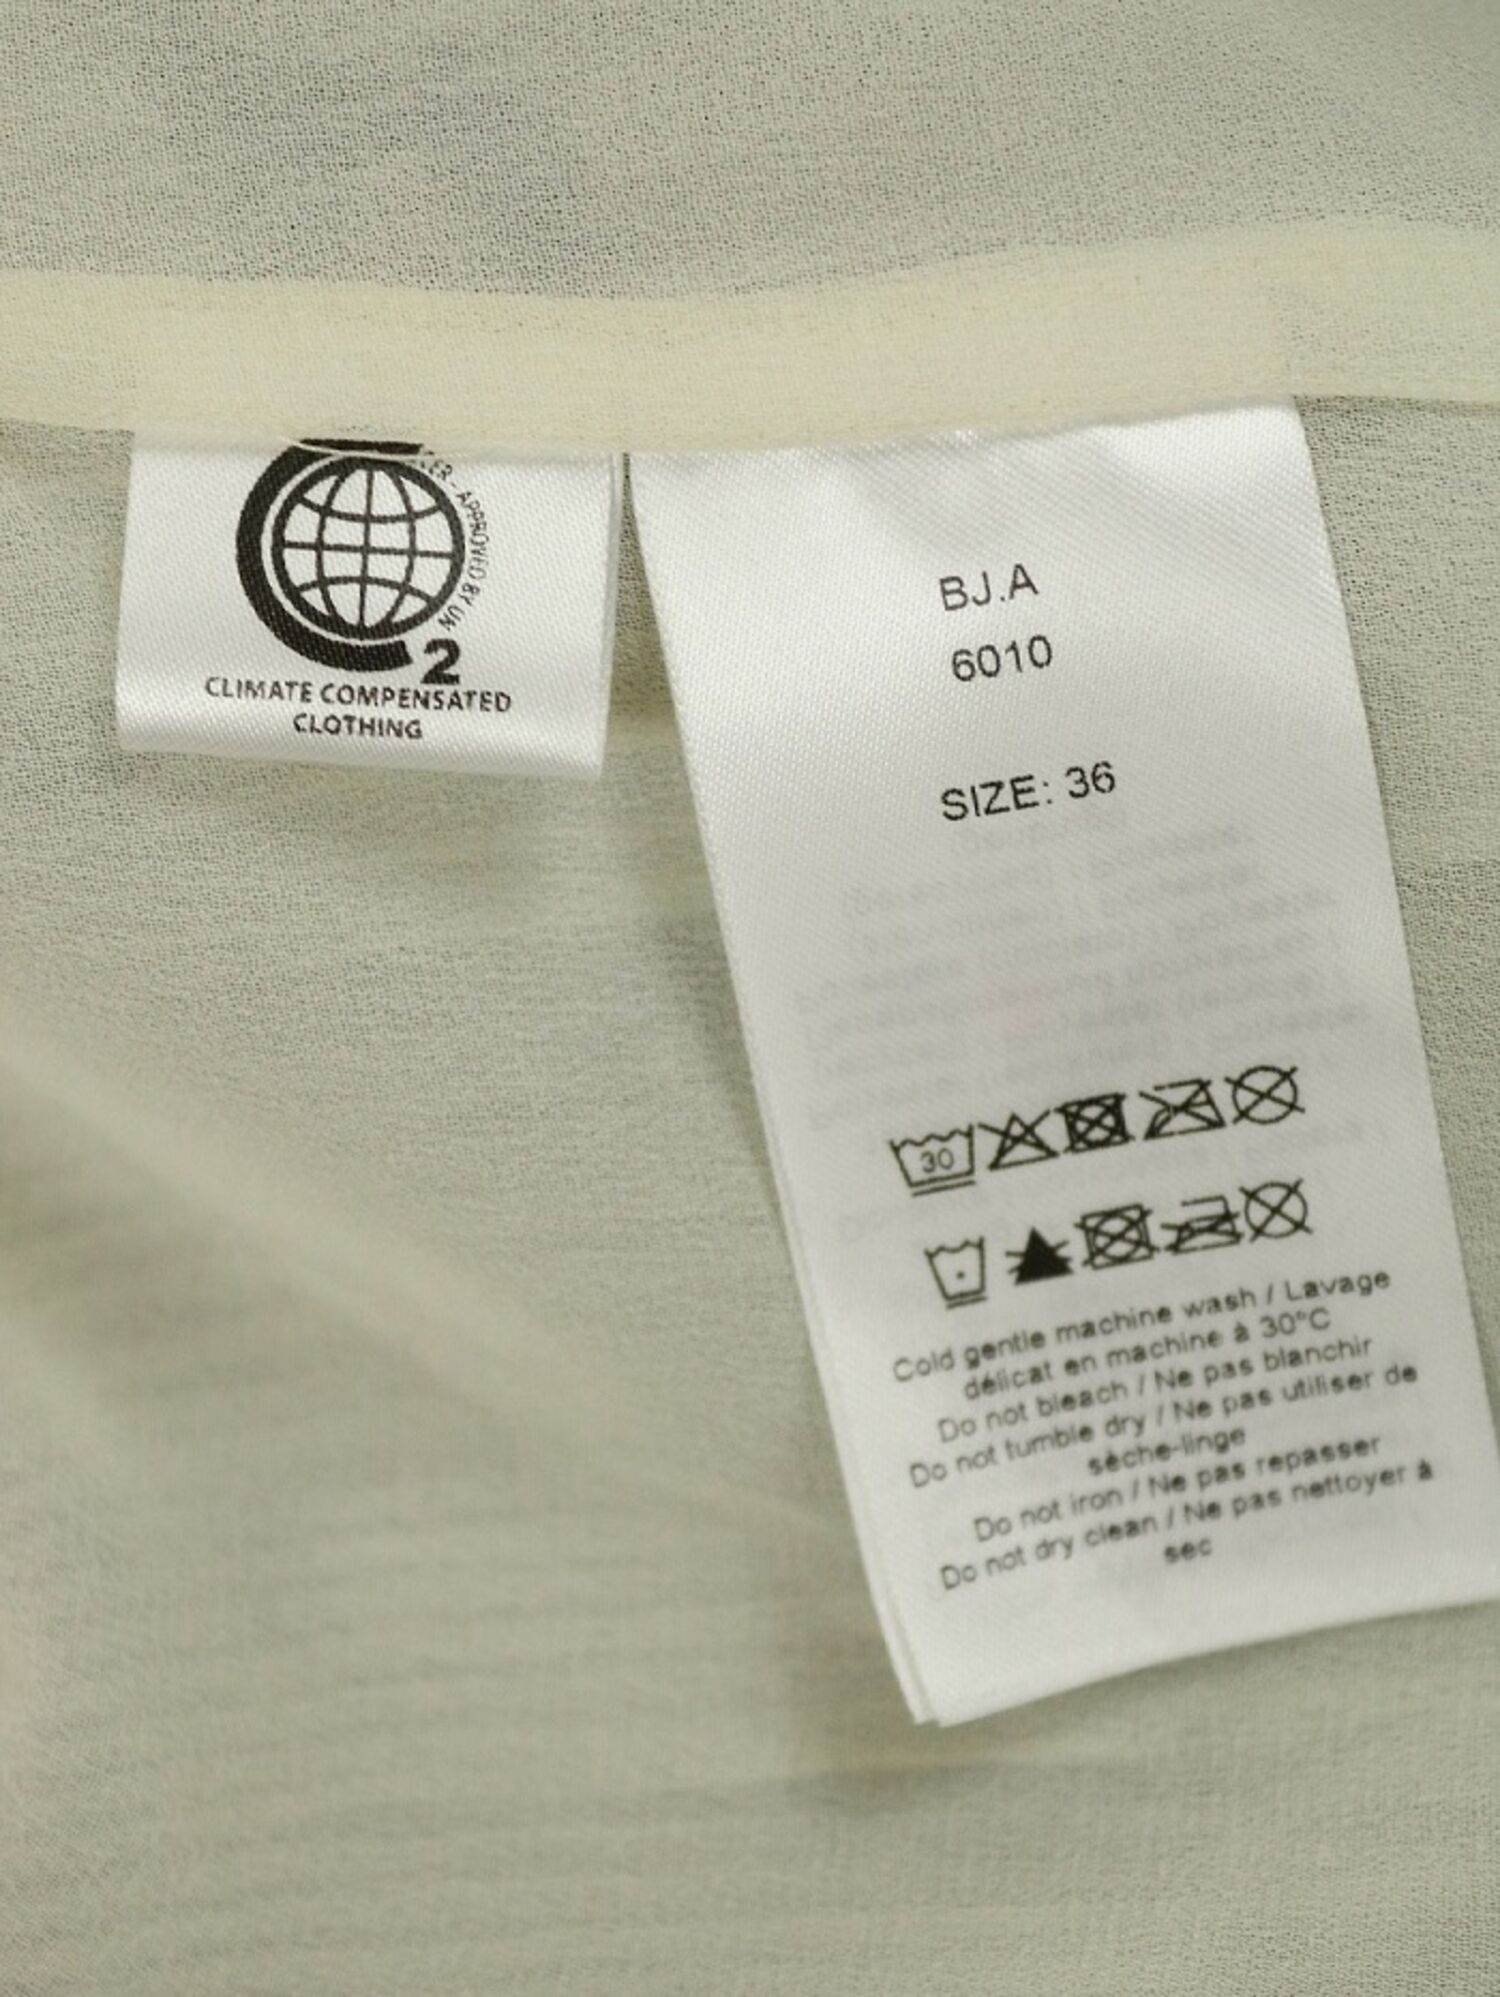 APPROVED BY UN
2
CLIMATE COMPENSATED
CLOTHING
BJ.A
6010
SIZE: 36
30
Cold gentle machine wash / Lavage
délicat en machine à 30°C
Do not bleach / Ne pas blanchir
Do not tumble dry / Ne pas utiliser de
sèche-linge
Do not iron / Ne pas repasser
Do not dry clean / Ne pas nettoyer à
sec